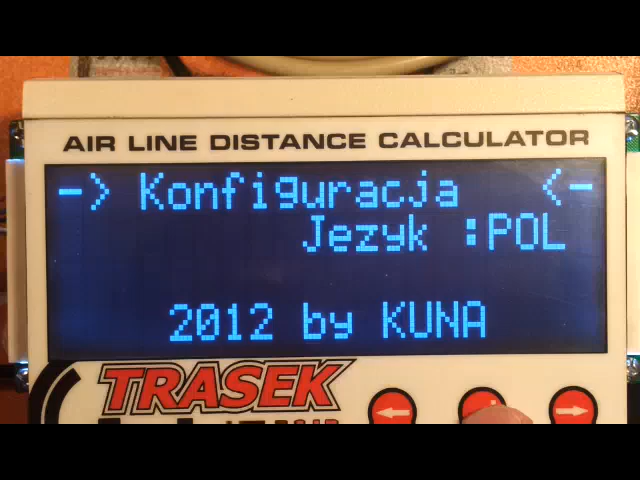 AIR LINE DISTANCE CALCULATOR
-> Konfiguracja <-
Jezyk :POL
2012 by KUNA
TRASEK